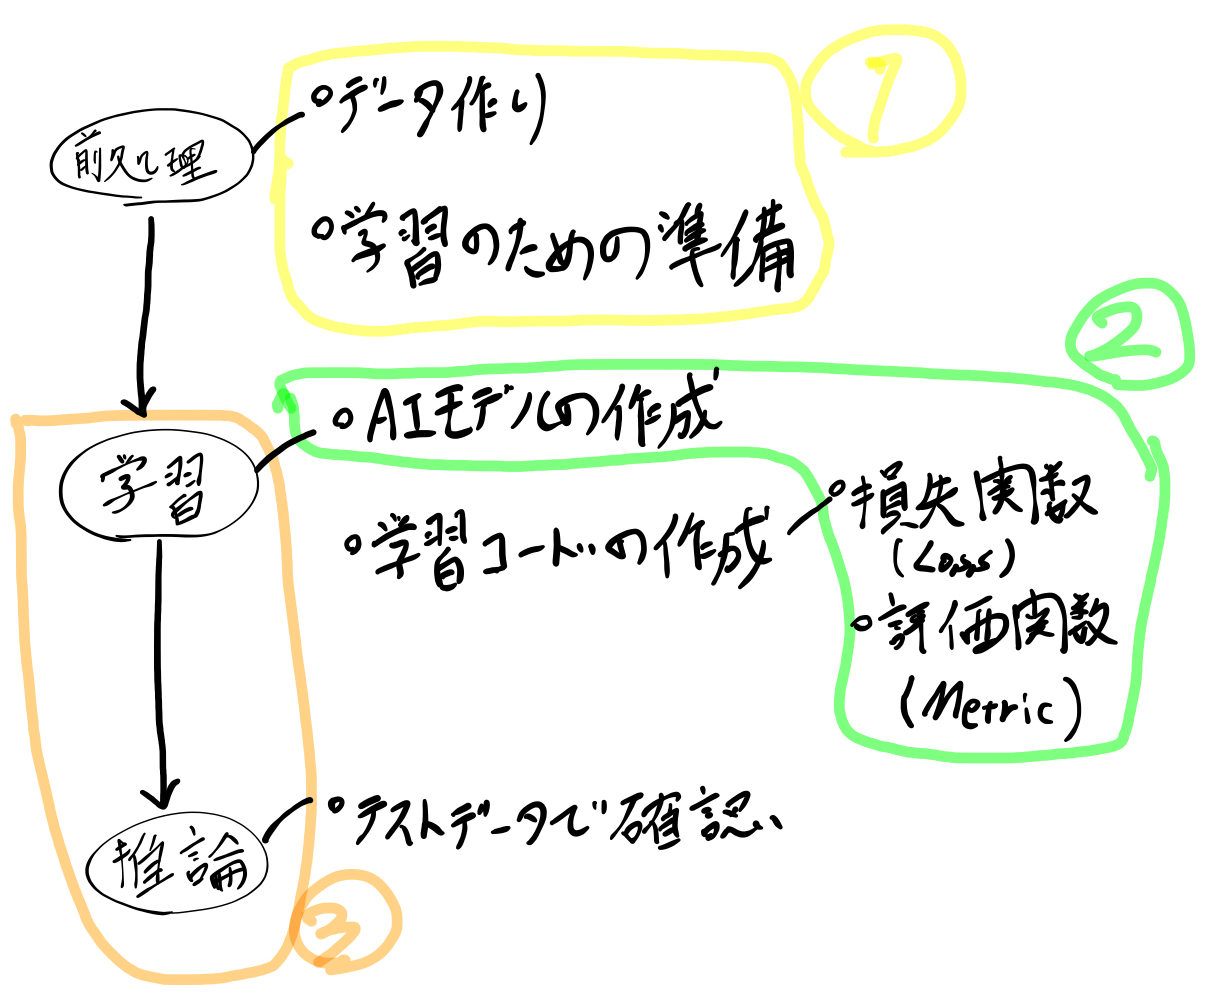 1
前処理
・データ作り
・学習のための準備
2
学習
・AIモデルの作成
・学習コードの作成
・損失関数
(Loss)
・評価関数
(Metric)
推論
・テストデータで確認
3